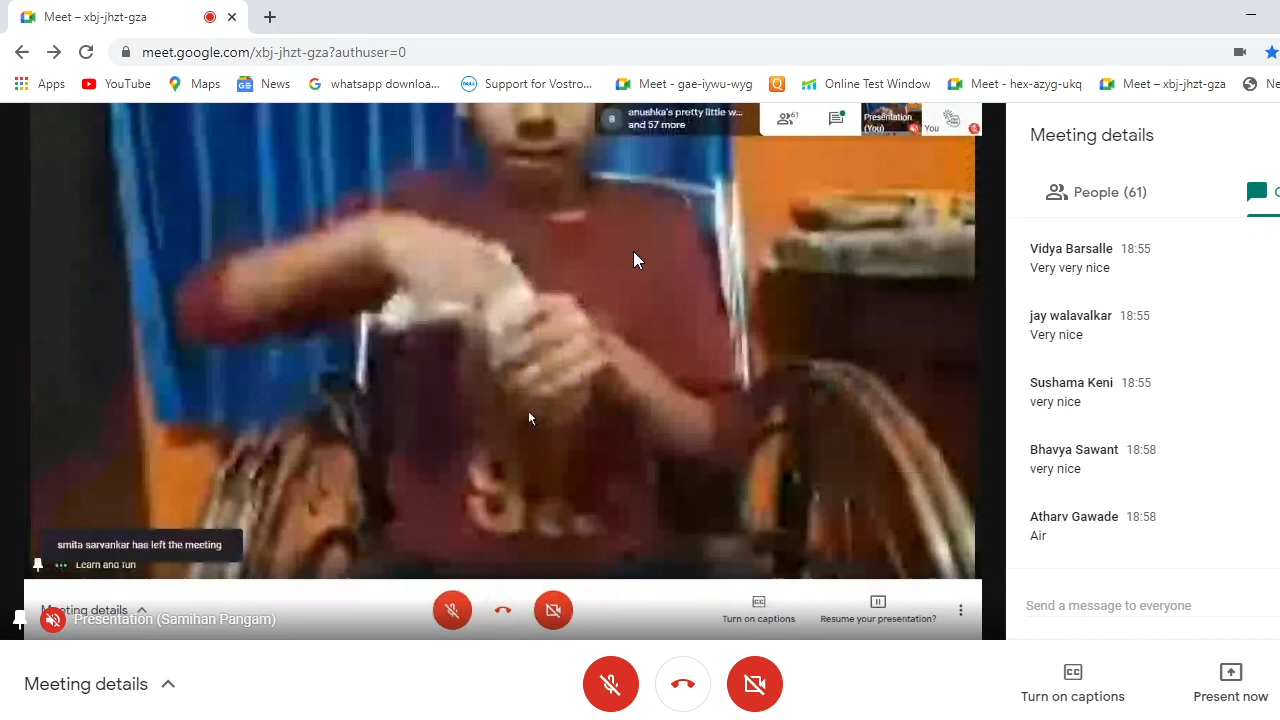 Meet – xbj-jhzt-gza
meet.google.com/xbj-jhzt-gza?authuser=0
Apps
YouTube
Maps
News
whatsapp downloa...
Support for Vostro...
Meet - gae-iywu-wyg
Online Test Window
Meet - hex-azyg-ukq
Meet – xbj-jhzt-gza
Ne
B
anushka's pretty little w...
and 57 more
61
Presentation
(You)
You
Meeting details
People (61)
C
Vidya Barsalle 18:55
Very very nice
jay walavalkar 18:55
Very nice
Sushama Keni 18:55
very nice
Bhavya Sawant 18:58
very nice
Atharv Gawade 18:58
Air
smita sarvankar has left the meeting
Learn and fun
Meeting details
Turn on captions
Resume your presentation?
Presentation (Samihan Pangam)
Send a message to everyone
Meeting details
Turn on captions
Present now